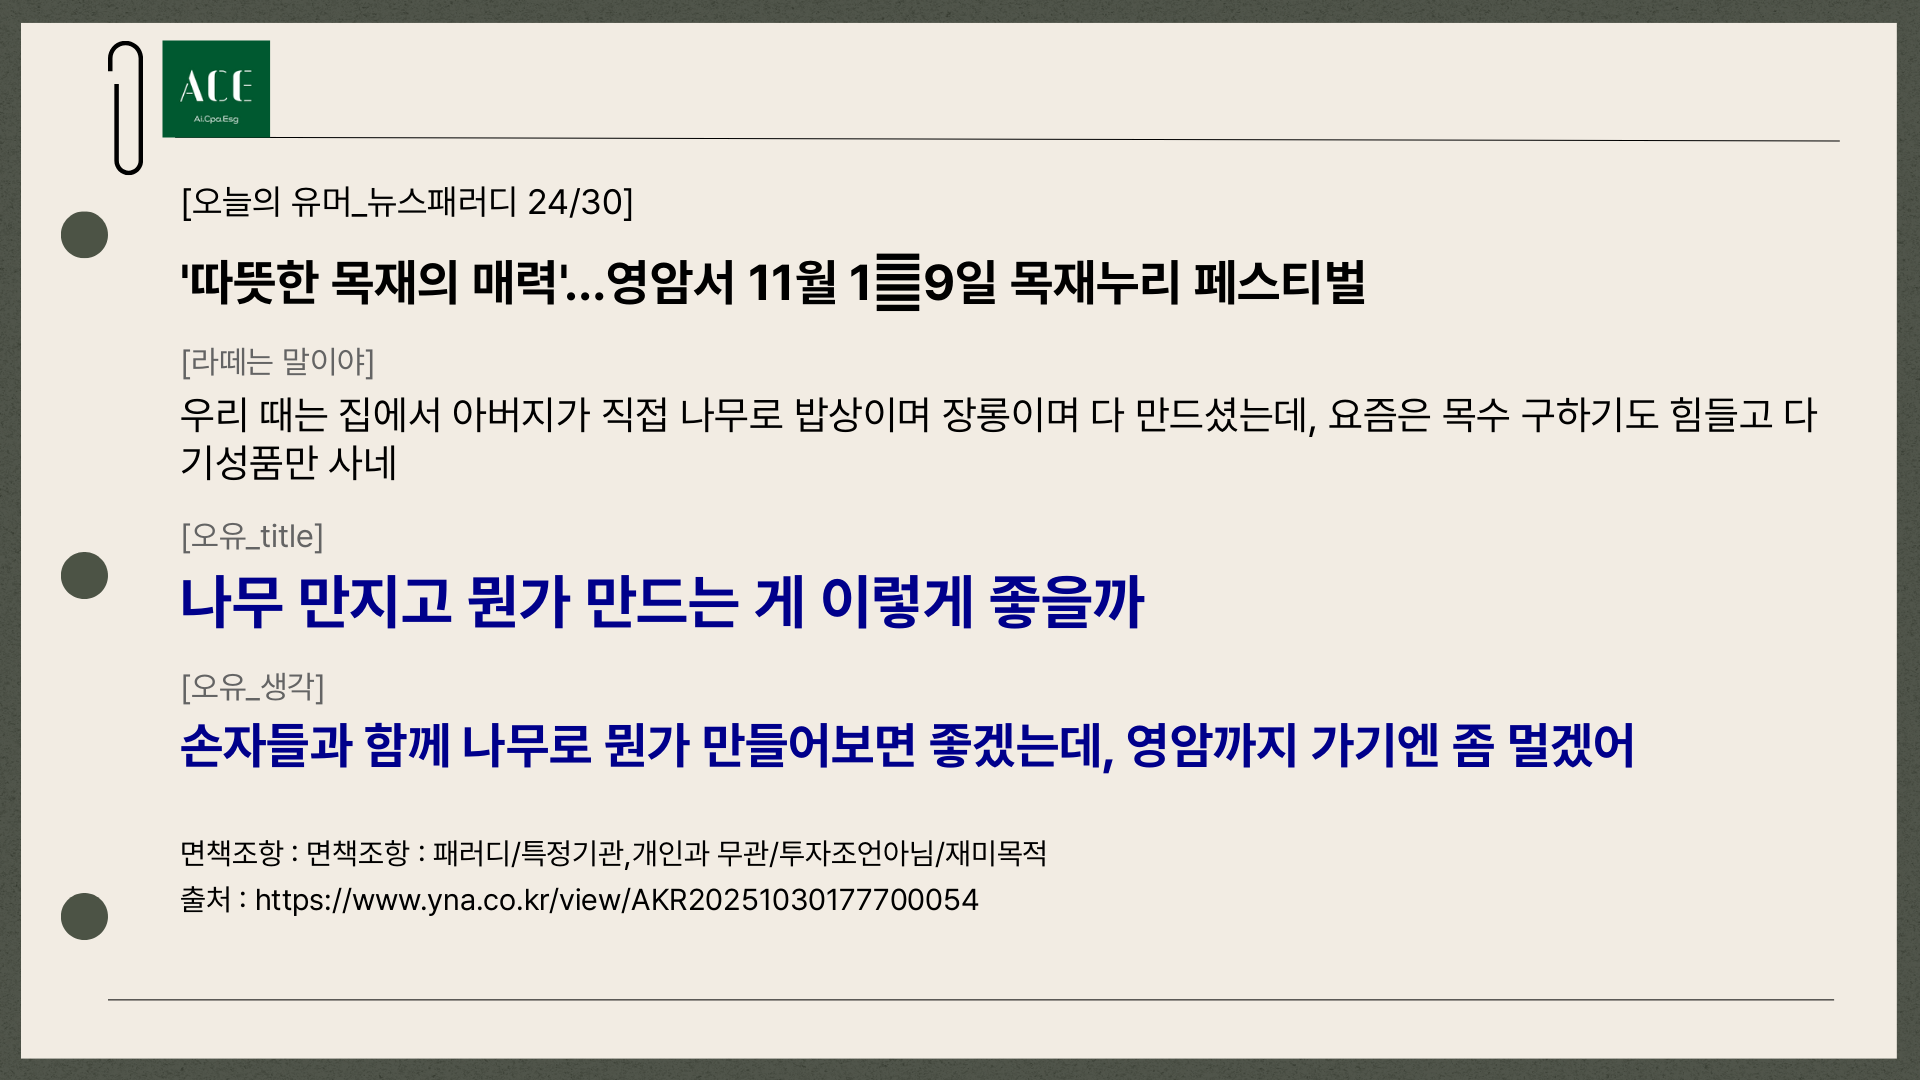 ACE
Ai.Cpa.Esg
[오늘의 유머_뉴스패러디 24/30]
'따뜻한 목재의 매력'...영암서 11월 1䷁9일 목재누리 페스티벌
[라떼는 말이야]
우리 때는 집에서 아버지가 직접 나무로 밥상이며 장롱이며 다 만드셨는데, 요즘은 목수 구하기도 힘들고 다
기성품만 사네
[오유_title]
나무 만지고 뭔가 만드는 게 이렇게 좋을까
[오유_생각]
손자들과 함께 나무로 뭔가 만들어보면 좋겠는데, 영암까지 가기엔 좀 멀겠어
면책조항 : 면책조항 : 패러디/특정기관,개인과 무관/투자조언아님/재미목적
출처 : https://www.yna.co.kr/view/AKR20251030177700054